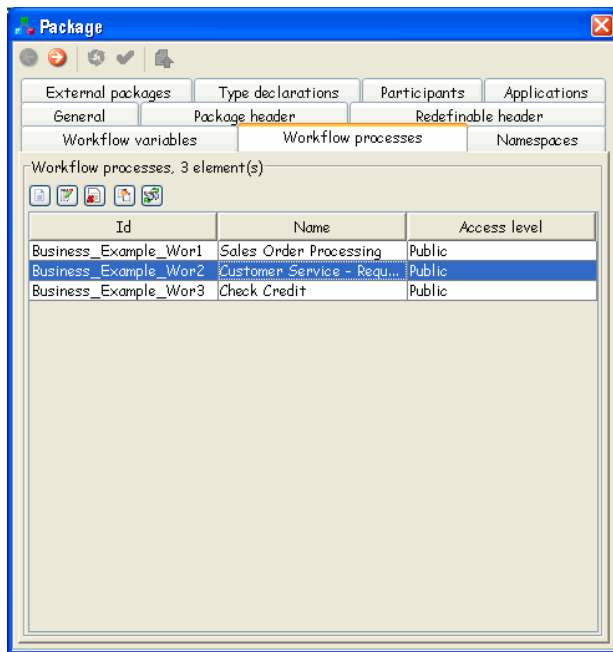 Package
External packages Type declarations Participants Applications
General Package header Redefinable header
Workflow variables Workflow processes Namespaces
Workflow processes, 3 element(s)
Id Name Access level
Business_Example_Wor1 Sales Order Processing Public
Business_Example_Wor2 Customer Service - Requ... Public
Business_Example_Wor3 Check Credit Public